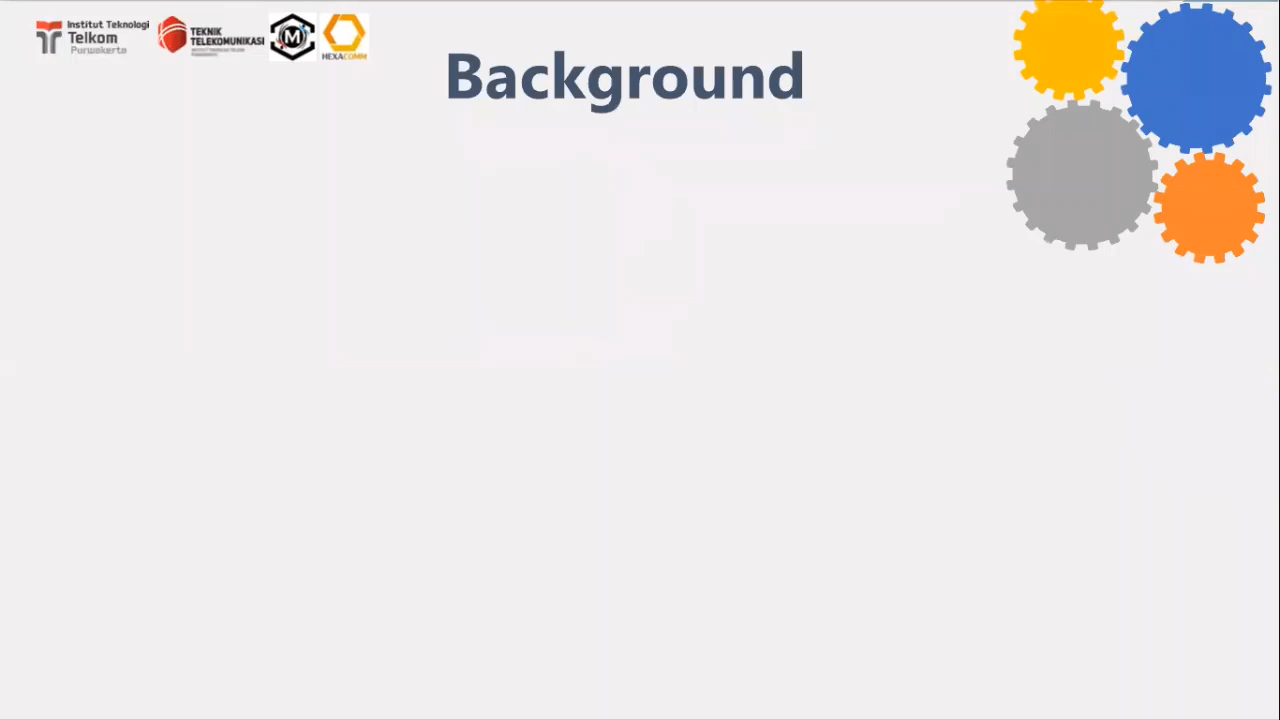 Institut Teknologi
Telkom
Purwokerto
TEKNIK
TELEKOMUNIKASI
M
HEXACOMM
Background